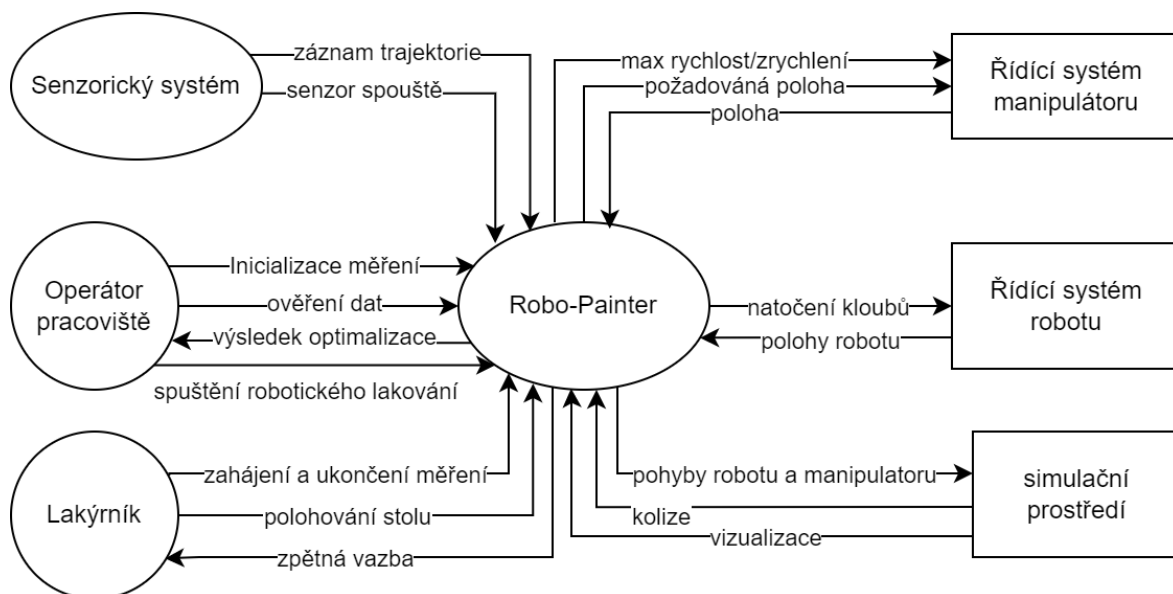 Senzorický systém
záznam trajektorie
senzor spouště
max rychlost/zrychlení
požadováná poloha
poloha
Řídící systém
manipulátoru
Operátor
pracoviště
Inicializace měření
ověření dat
výsledek optimalizace
spuštění robotického lakování
Robo-Painter
natočení kloubů
polohy robotu
Řídící systém
robotu
Lakýrník
zahájení a ukončení měření
polohování stolu
zpětná vazba
pohyby robotu a manipulatoru
kolize
vizualizace
simulační
prostředí